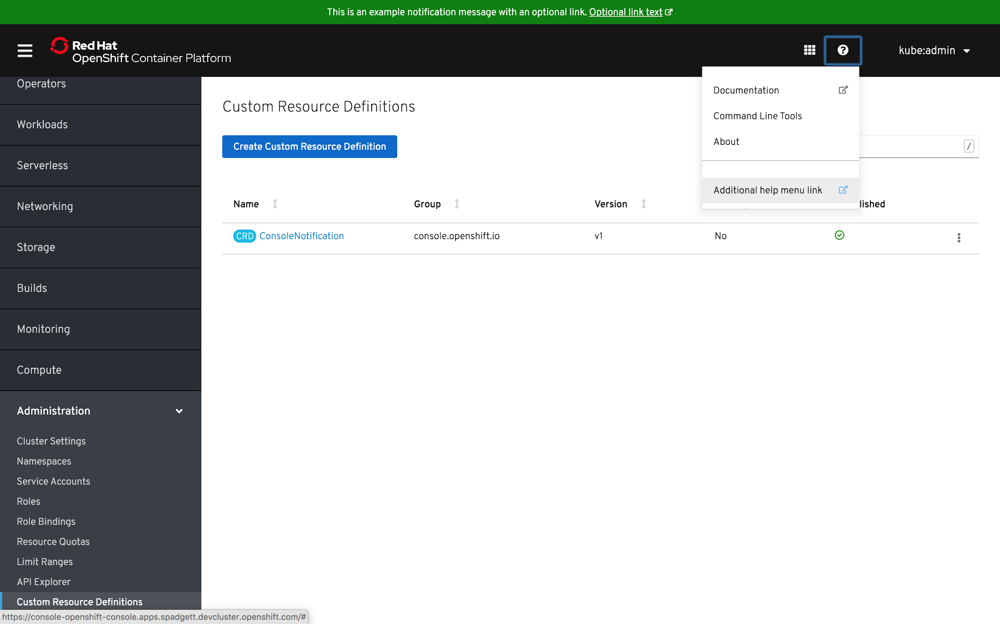 This is an example notification message with an optional link. Optional link text
Red Hat
OpenShift Container Platform
kube:admin
Operators
Workloads
Serverless
Networking
Storage
Builds
Monitoring
Compute
Administration
Cluster Settings
Namespaces
Service Accounts
Roles
Role Bindings
Resource Quotas
Limit Ranges
API Explorer
Custom Resource Definitions
Custom Resource Definitions
Create Custom Resource Definition
/
Documentation
Command Line Tools
About
Additional help menu link
Name Group Version lished
CRD ConsoleNotification console.openshift.io v1 No
https://console-openshift-console.apps.spadgett.devcluster.openshift.com/#